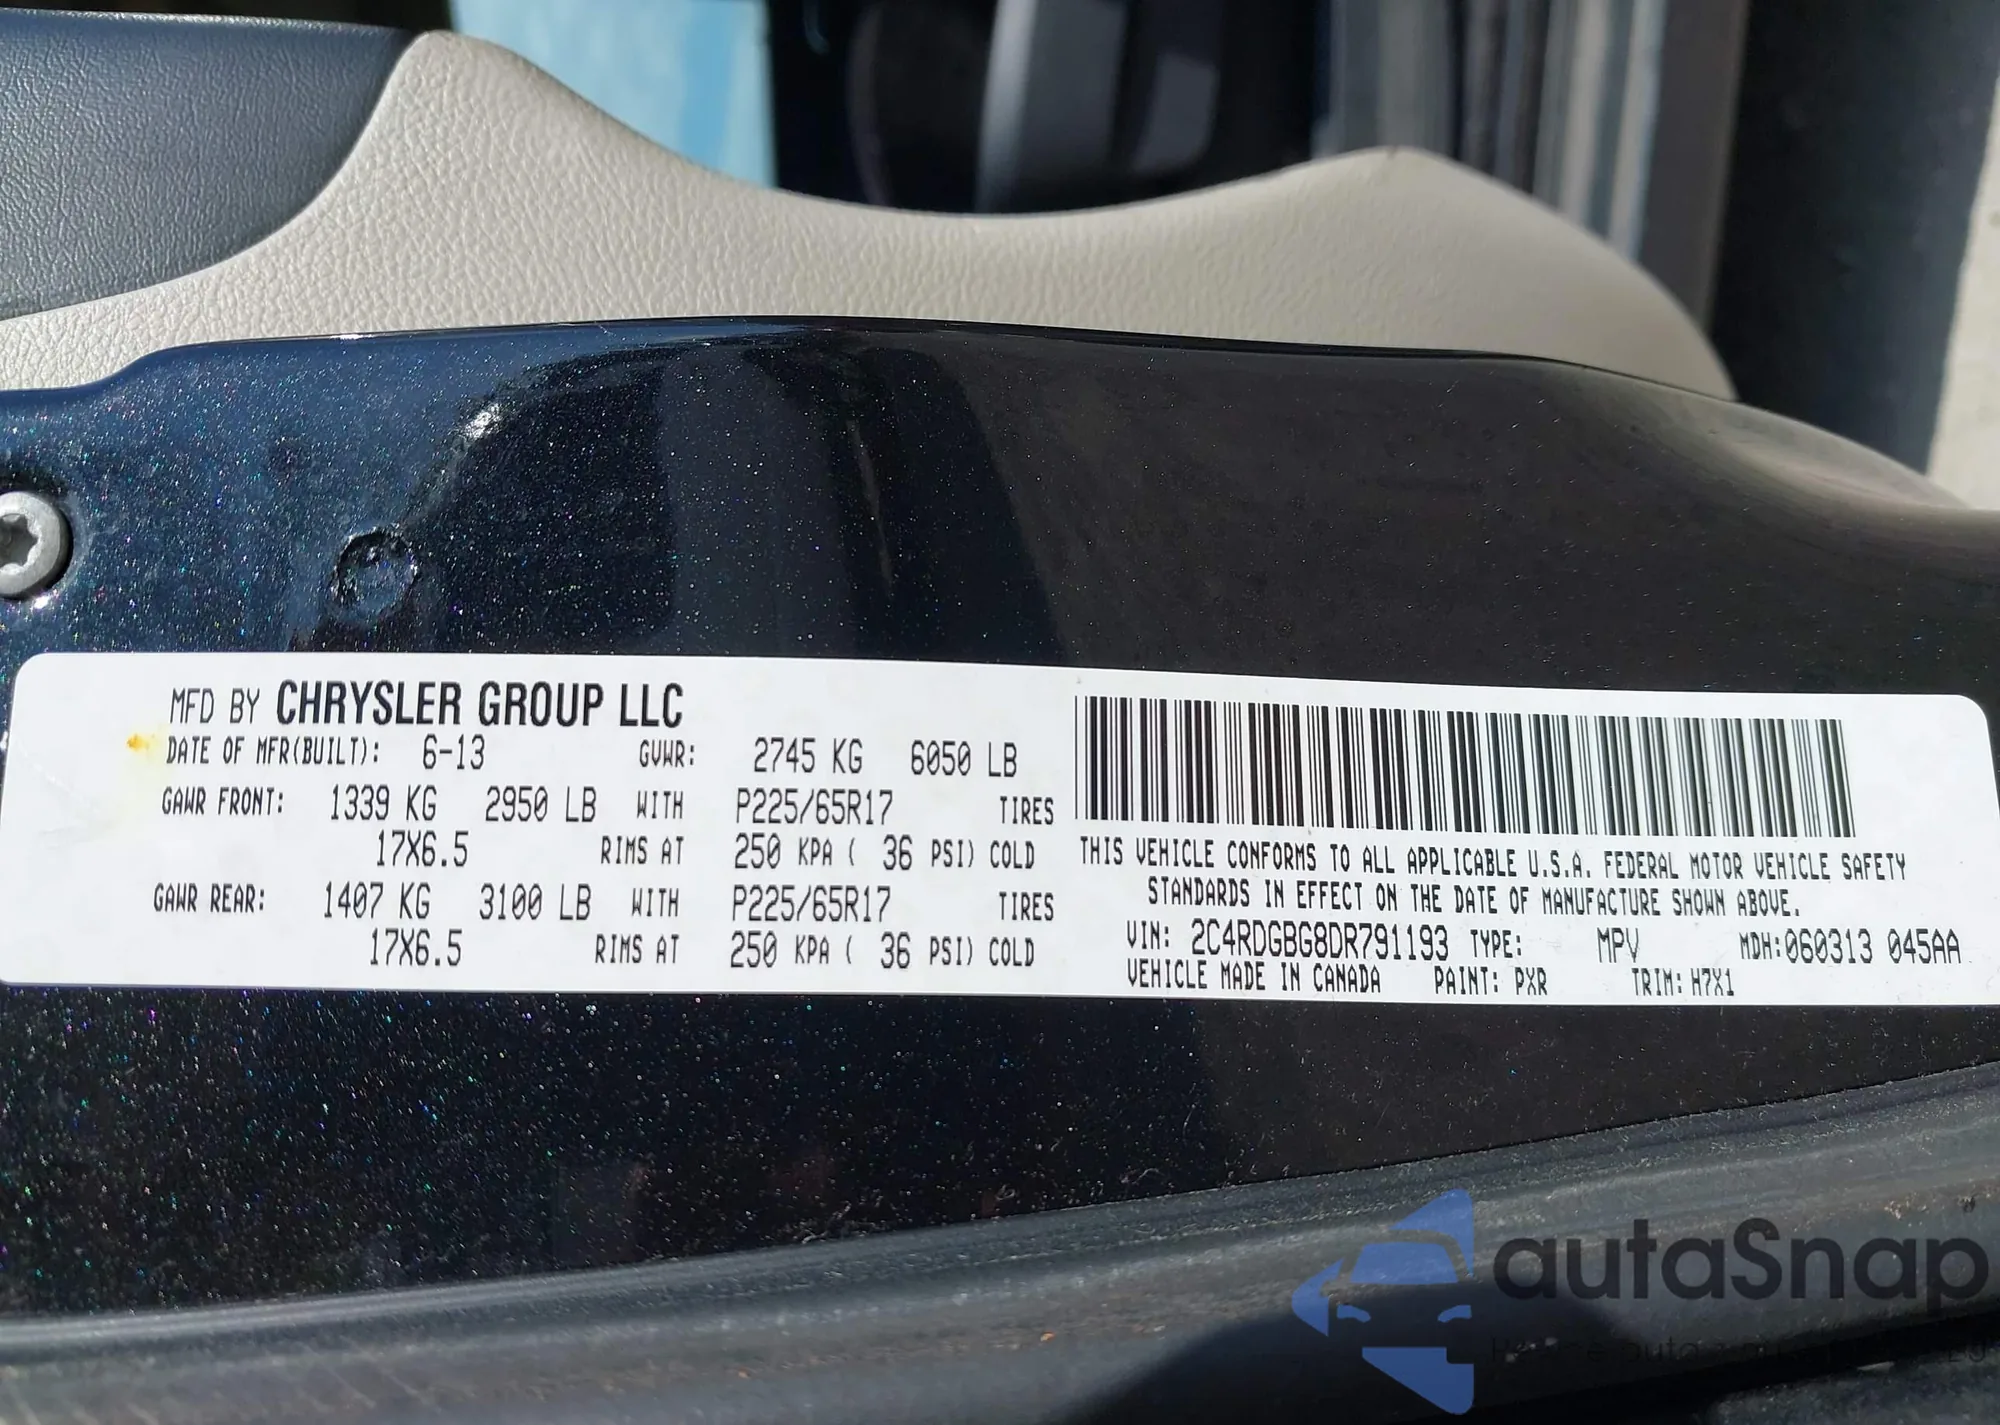 MFD BY CHRYSLER GROUP LLC
DATE OF MFR(BUILT): 6-13 GVWR: 2745 KG 6050 LB
GAWR FRONT: 1339 KG 2950 LB WITH P225/65R17 TIRES
17X6.5 RIMS AT 250 KPA ( 36 PSI) COLD
GAWR REAR: 1407 KG 3100 LB WITH P225/65R17 TIRES
17X6.5 RIMS AT 250 KPA ( 36 PSI) COLD
THIS VEHICLE CONFORMS TO ALL APPLICABLE U.S.A. FEDERAL MOTOR VEHICLE SAFETY
STANDARDS IN EFFECT ON THE DATE OF MANUFACTURE SHOWN ABOVE.
VIN: 2C4RDGBG8DR791193 TYPE: MPV MDH:060313 045AA
VEHICLE MADE IN CANADA PAINT: PXR TRIM: H7X1
autaSnap